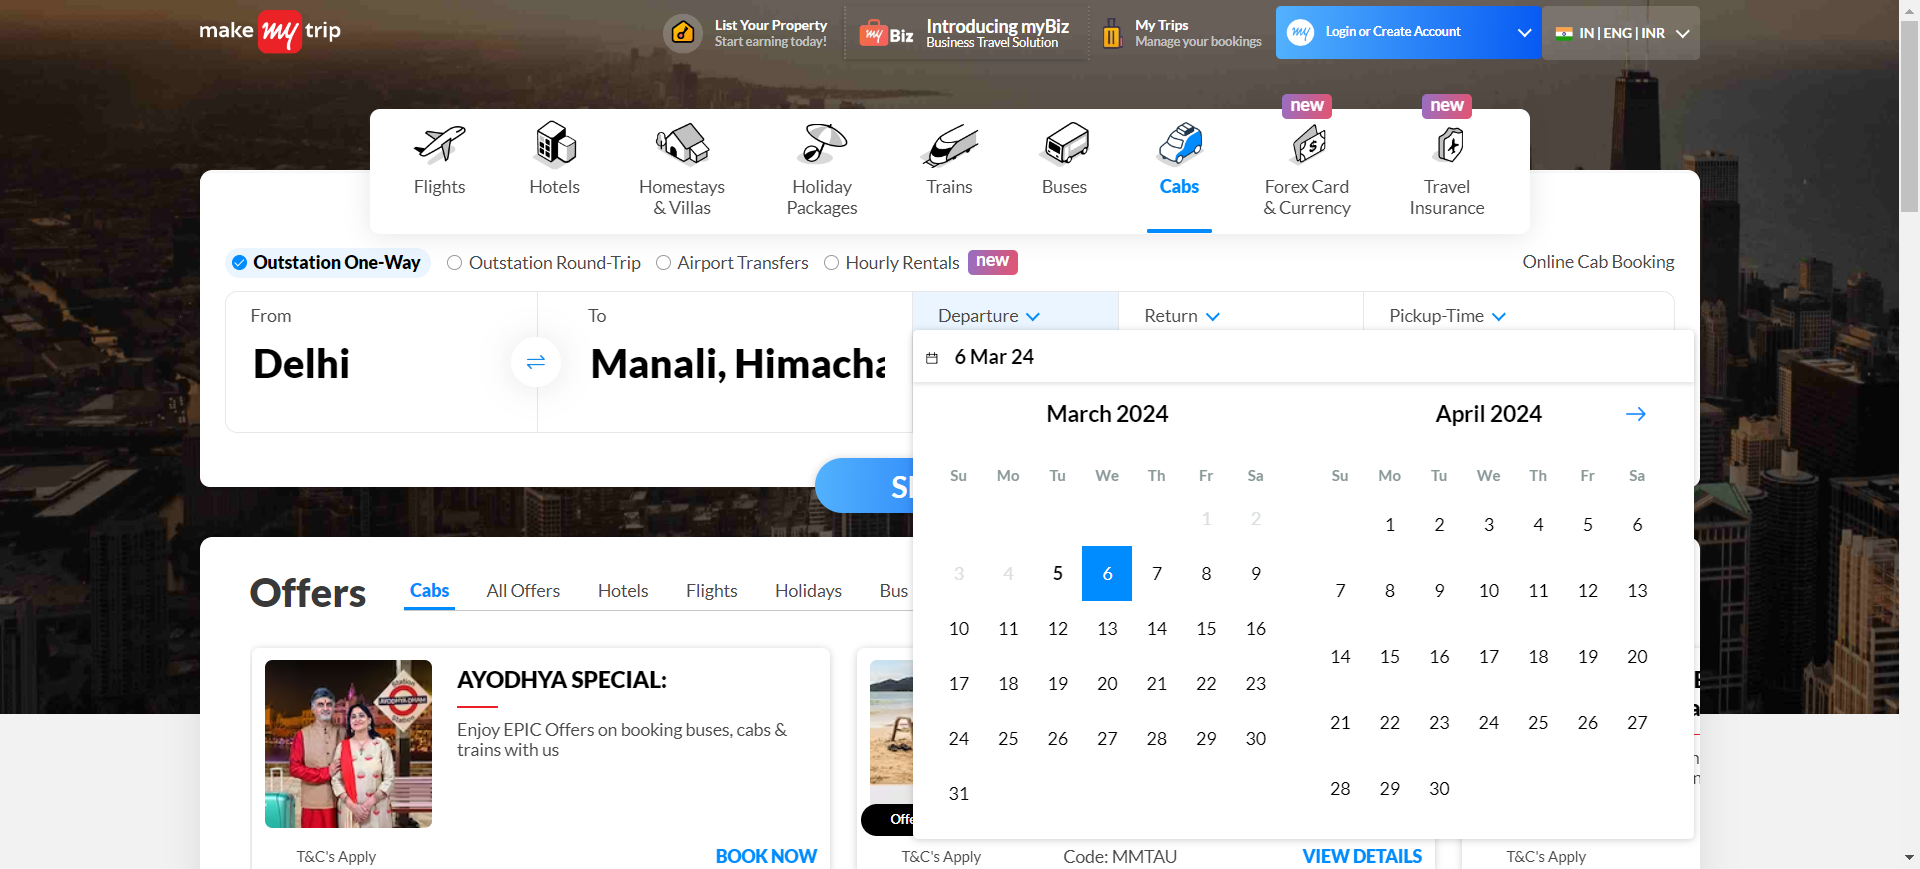 make my trip
List Your Property
Start earning today!
my Biz
Introducing myBiz
Business Travel Solution
My Trips
Manage your bookings
my
Login or Create Account
IN | ENG | INR
new
new
Flights
Hotels
Homestays
& Villas
Holiday
Packages
Trains
Buses
Cabs
Forex Card
& Currency
Travel
Insurance
Outstation One-Way
Outstation Round-Trip
Airport Transfers
Hourly Rentals
new
Online Cab Booking
From
To
Departure
Return
Pickup-Time
Delhi
Manali, Himacha
6 Mar 24
March 2024
April 2024
Su Mo Tu We Th Fr Sa
1 2
3 4 5 6 7 8 9
10 11 12 13 14 15 16
17 18 19 20 21 22 23
24 25 26 27 28 29 30
31
Su Mo Tu We Th Fr Sa
1 2 3 4 5 6
7 8 9 10 11 12 13
14 15 16 17 18 19 20
21 22 23 24 25 26 27
28 29 30
Offers
Cabs
All Offers
Hotels
Flights
Holidays
Bus
AYODHYA SPECIAL:
Enjoy EPIC Offers on booking buses, cabs &
trains with us
Station
AYODHYA DHAM
Station
T&C's Apply
BOOK NOW
Offe
T&C's Apply
Code: MMTAU
VIEW DETAILS
T&C's Apply